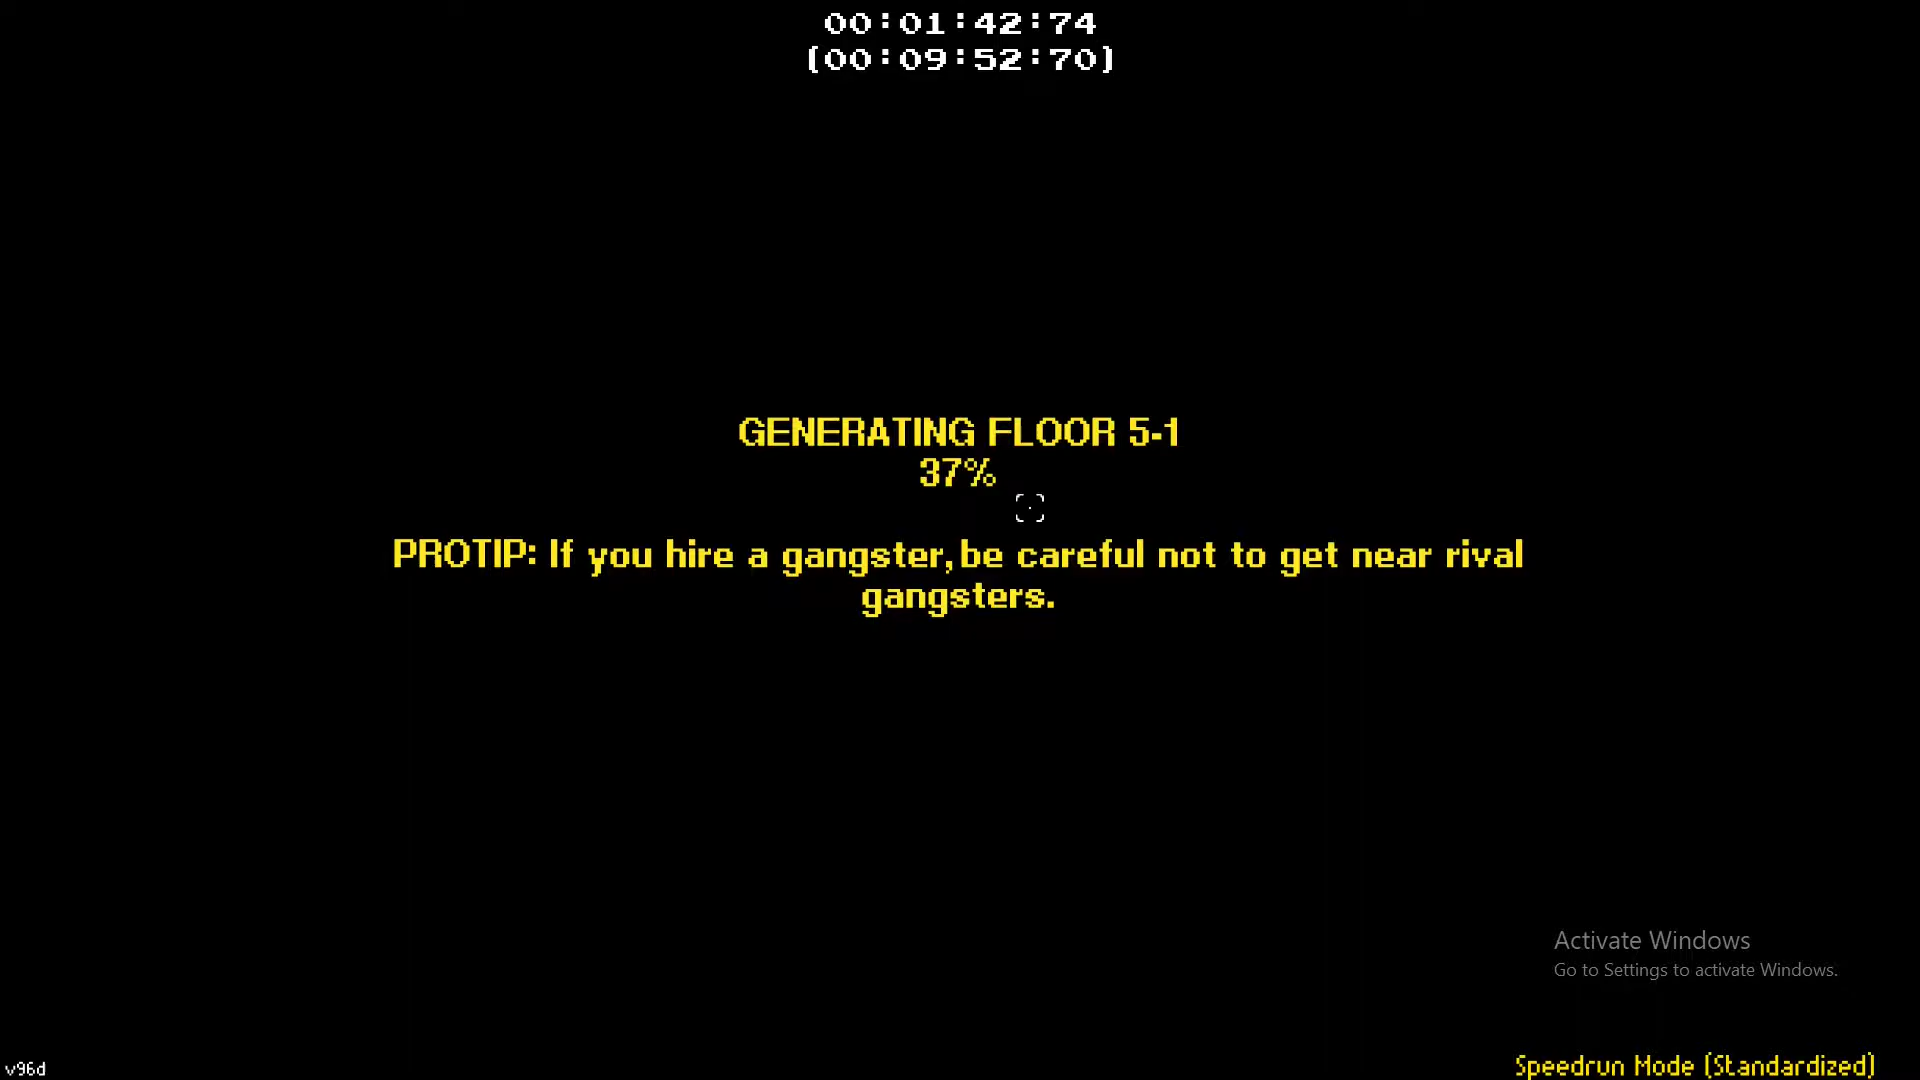 00:01:42:74
[00:09:52:70]
GENERATING FLOOR 5-1
37%
PROTIP: If you hire a gangster, be careful not to get near rival
gangsters.
Activate Windows
Go to Settings to activate Windows.
v96d
Speedrun Mode (Standardized)